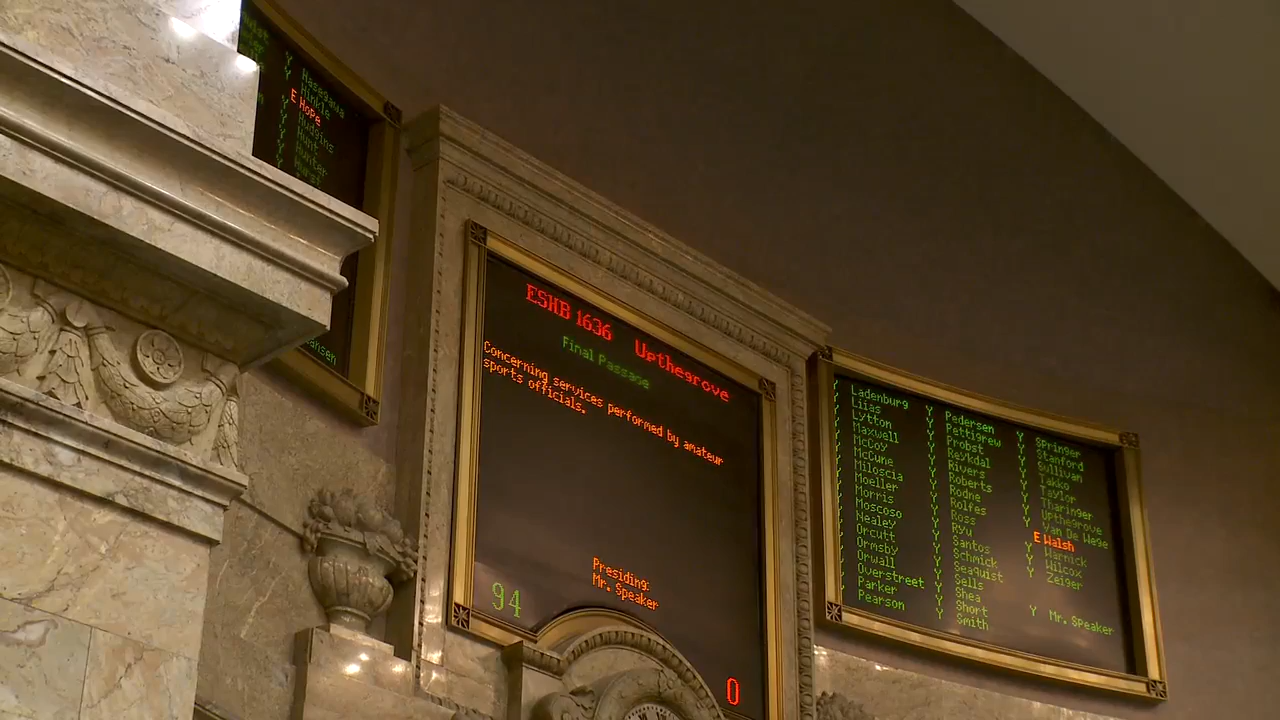 Hasegawa
Y Hinkle
Y
E Hope
Y Hudgins
Y Hunt
Y Hunter
Y Hurst
Hansen
ESHB 1636 Upthegrove
Final Passage
Concerning services performed by amateur
sports officials.
Presiding:
Mr. Speaker
94
0
Y Ladenburg
Y Liias
Y Lytton
Y Maxwell
Y McCoy
Y McCune
Y Miloscia
Y Moeller
Y Morris
Y Moscoso
Y Nealey
Y Orcutt
Y Ormsby
Y Orwall
Y Overstreet
Y Parker
Y Pearson
Y Pedersen
Y Pettigrew
Y Probst
Y Reykdal
Y Rivers
Y Roberts
Y Rodne
Y Rolfes
Y Ross
Y Ryu
Y Santos
Y Schmick
Y Seaquist
Y Sells
Y Shea
Y Short
Y Smith
Y Springer
Y Stanford
Y Sullivan
Y Takko
Y Taylor
Y Tharinger
Y Upthegrove
Y Van De Wege
E Walsh
Y Warnick
Y Wilcox
Y Zeiger
Y Mr. Speaker